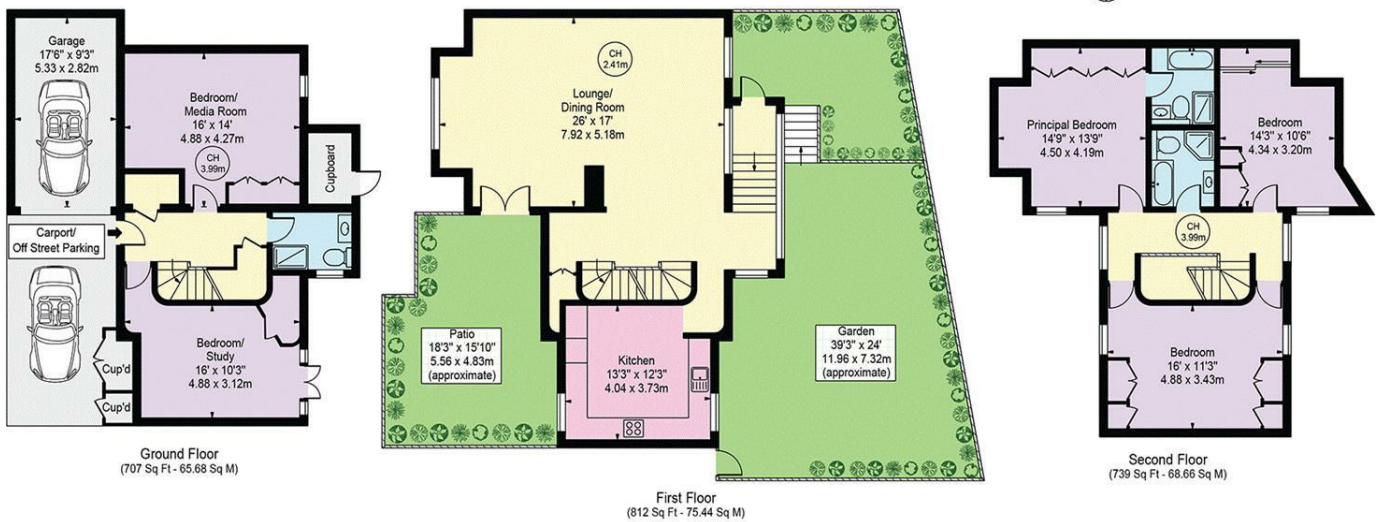 Garage
17'6" x 9'3"
5.33 x 2.82m
Bedroom/
Media Room
16' x 14'
4.88 x 4.27m
CH
3.99m
Cupboard
Carport/
Off Street Parking
Bedroom/
Study
16' x 10'3"
4.88 x 3.12m
Cup'd
Cup'd
Ground Floor
(707 Sq Ft - 65.68 Sq M)
CH
2.41m
Lounge/
Dining Room
26' x 17'
7.92 x 5.18m
Patio
18'3" x 15'10"
5.56 x 4.83m
(approximate)
Kitchen
13'3" x 12'3"
4.04 x 3.73m
Garden
39'3" x 24'
11.96 x 7.32m
(approximate)
First Floor
(812 Sq Ft - 75.44 Sq M)
Principal Bedroom
14'9" x 13'9"
4.50 x 4.19m
Bedroom
14'3" x 10'6"
4.34 x 3.20m
CH
3.99m
Bedroom
16' x 11'3"
4.88 x 3.43m
Second Floor
(739 Sq Ft - 68.66 Sq M)